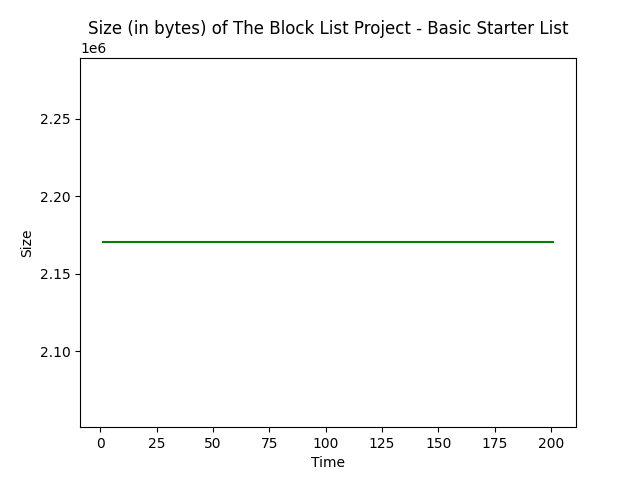 Size (in bytes) of The Block List Project - Basic Starter List
1e6
2.25
2.20
2.15
2.10
Size
0 25 50 75 100 125 150 175 200
Time